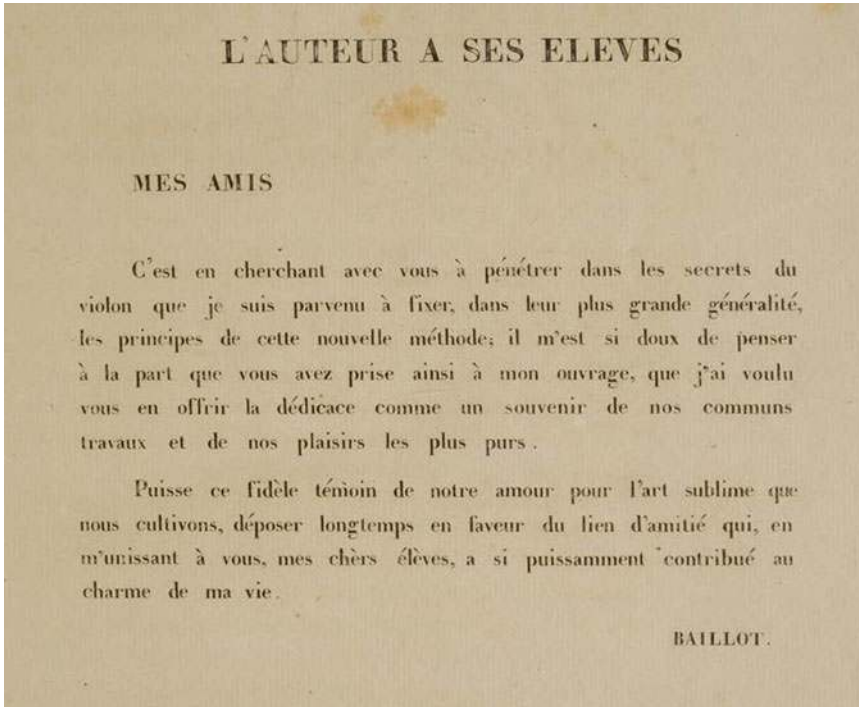 L'AUTEUR A SES ELEVES
MES AMIS
C'est en cherchant avec vous à pénétrer dans les secrets du
violon que je suis parvenu à fixer, dans leur plus grande généralité,
les principes de cette nouvelle méthode; il m'est si doux de penser
à la part que vous avez prise ainsi à mon ouvrage, que j'ai voulu
vous en offrir la dédicace comme un souvenir de nos communs
travaux et de nos plaisirs les plus purs.
Puisse ce fidèle témoin de notre amour pour l'art sublime que
nous cultivons, déposer longtemps en faveur du lien d'amitié qui, en
m'unissant à vous, mes chèrs élèves, a si puissamment contribué au
charme de ma vie.
BAILLOT.